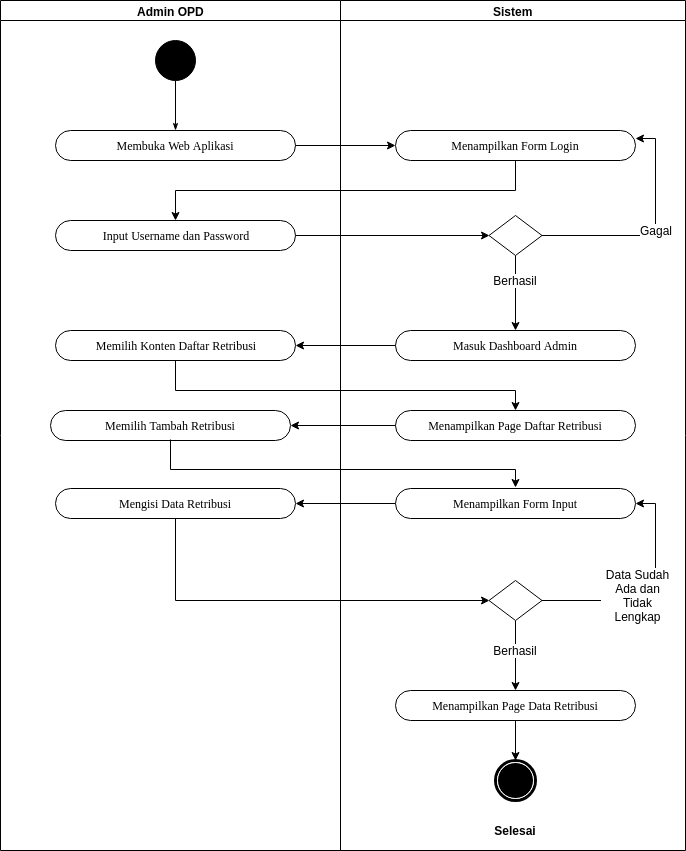 Admin OPD
Sistem
Membuka Web Aplikasi
Menampilkan Form Login
Input Username dan Password
Gagal
Berhasil
Memilih Konten Daftar Retribusi
Masuk Dashboard Admin
Memilih Tambah Retribusi
Menampilkan Page Daftar Retribusi
Mengisi Data Retribusi
Menampilkan Form Input
Data Sudah
Ada dan
Tidak
Lengkap
Berhasil
Menampilkan Page Data Retribusi
Selesai